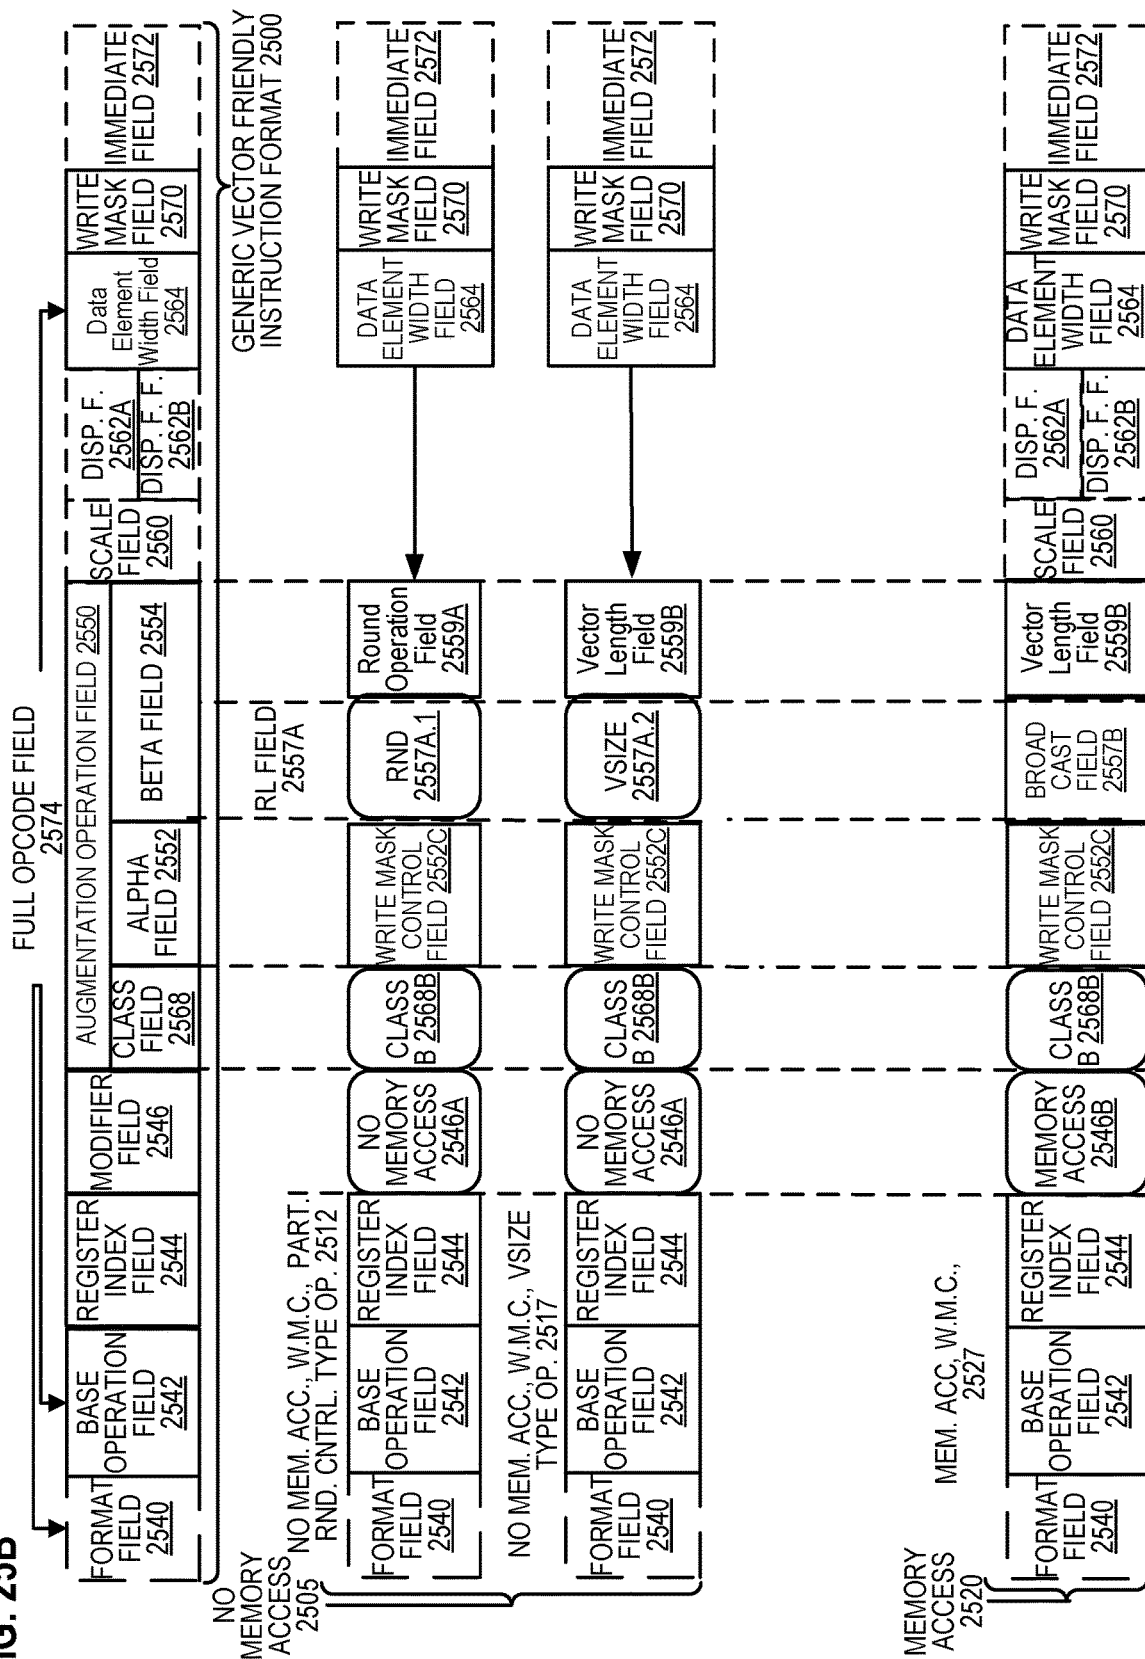 IG. 25B
FULL OPCODE FIELD
2574
FORMAT
FIELD
2540
BASE
OPERATION
FIELD
2542
REGISTER
INDEX
FIELD
2544
MODIFIER
FIELD
2546
AUGMENTATION OPERATION FIELD 2550
CLASS
FIELD
2568
ALPHA
FIELD 2552
BETA FIELD 2554
SCALE
FIELD
2560
DISP. F.
2562A
DISP. F. F.
2562B
Data
Element
Width Field
2564
WRITE
MASK
FIELD
2570
IMMEDIATE
FIELD 2572
GENERIC VECTOR FRIENDLY
INSTRUCTION FORMAT 2500
NO
MEMORY
ACCESS
2505
NO MEM. ACC., W.M.C., PART.
RND. CNTRL. TYPE OP. 2512
RL FIELD
2557A
FORMAT
FIELD
2540
BASE
OPERATION
FIELD
2542
REGISTER
INDEX
FIELD
2544
NO
MEMORY
ACCESS
2546A
CLASS
B 2568B
WRITE MASK
CONTROL
FIELD 2552C
RND
2557A.1
Round
Operation
Field
2559A
DATA
ELEMENT
WIDTH
FIELD
2564
WRITE
MASK
FIELD
2570
IMMEDIATE
FIELD 2572
NO MEM. ACC., W.M.C., VSIZE
TYPE OP. 2517
FORMAT
FIELD
2540
BASE
OPERATION
FIELD
2542
REGISTER
INDEX
FIELD
2544
NO
MEMORY
ACCESS
2546A
CLASS
B 2568B
WRITE MASK
CONTROL
FIELD 2552C
VSIZE
2557A.2
Vector
Length
Field
2559B
DATA
ELEMENT
WIDTH
FIELD
2564
WRITE
MASK
FIELD
2570
IMMEDIATE
FIELD 2572
MEMORY
ACCESS
2520
MEM. ACC, W.M.C.,
2527
FORMAT
FIELD
2540
BASE
OPERATION
FIELD
2542
REGISTER
INDEX
FIELD
2544
MEMORY
ACCESS
2546B
CLASS
B 2568B
WRITE MASK
CONTROL
FIELD 2552C
BROAD
CAST
FIELD
2557B
Vector
Length
Field
2559B
SCALE
FIELD
2560
DISP. F.
2562A
DISP. F. F.
2562B
DATA
ELEMENT
WIDTH
FIELD
2564
WRITE
MASK
FIELD
2570
IMMEDIATE
FIELD 2572